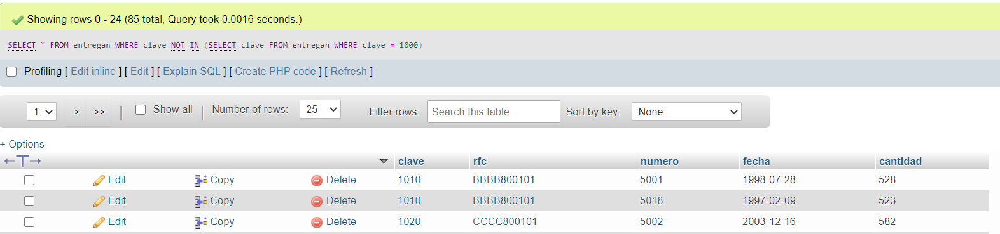 Showing rows 0 - 24 (85 total, Query took 0.0016 seconds.)
SELECT * FROM entregan WHERE clave NOT IN (SELECT clave FROM entregan WHERE clave = 1000)
Profiling [ Edit inline ] [ Edit ] [ Explain SQL ] [ Create PHP code ] [ Refresh ]
1 > >> | Show all | Number of rows: 25 Filter rows: Search this table Sort by key: None
+ Options
←T→ clave rfc numero fecha cantidad
Edit Copy Delete 1010 BBBB800101 5001 1998-07-28 528
Edit Copy Delete 1010 BBBB800101 5018 1997-02-09 523
Edit Copy Delete 1020 CCCC800101 5002 2003-12-16 582